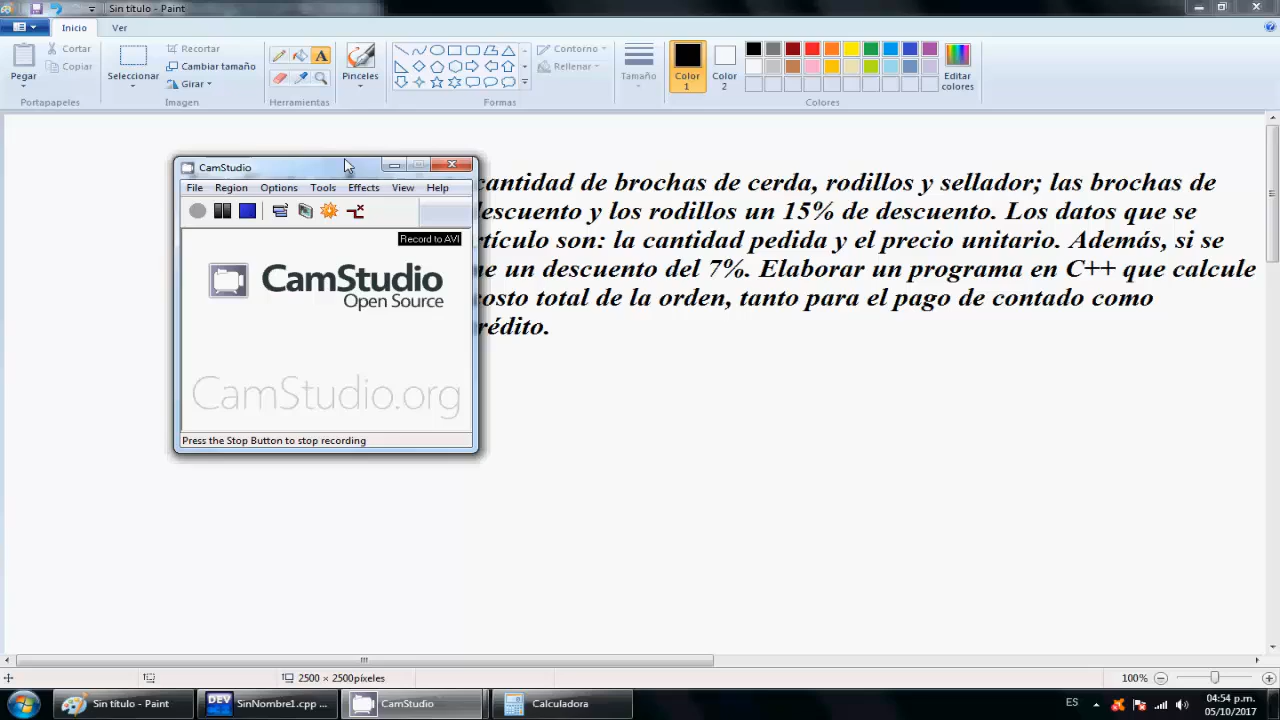 Sin título - Paint
Inicio
Ver
Pegar
Cortar
Copiar
Portapapeles
Seleccionar
Recortar
Cambiar tamaño
Girar
Imagen
A
Herramientas
Pinceles
Contorno
Rellenar
Formas
Tamaño
Color
1
Color
2
Editar
colores
Colores
CamStudio
File Region Options Tools Effects View Help
Record to AVI
CamStudio
Open Source
CamStudio.org
Press the Stop Button to stop recording
cantidad de brochas de cerda, rodillos y sellador; las brochas de
descuento y los rodillos un 15% de descuento. Los datos que se
rtículo son: la cantidad pedida y el precio unitario. Además, si se
ne un descuento del 7%. Elaborar un programa en C++ que calcule
costo total de la orden, tanto para el pago de contado como
rédito.
2500 × 2500píxeles
100%
Sin título - Paint
DEV
SinNombre1.cpp ...
CamStudio
Calculadora
ES
04:54 p.m.
05/10/2017